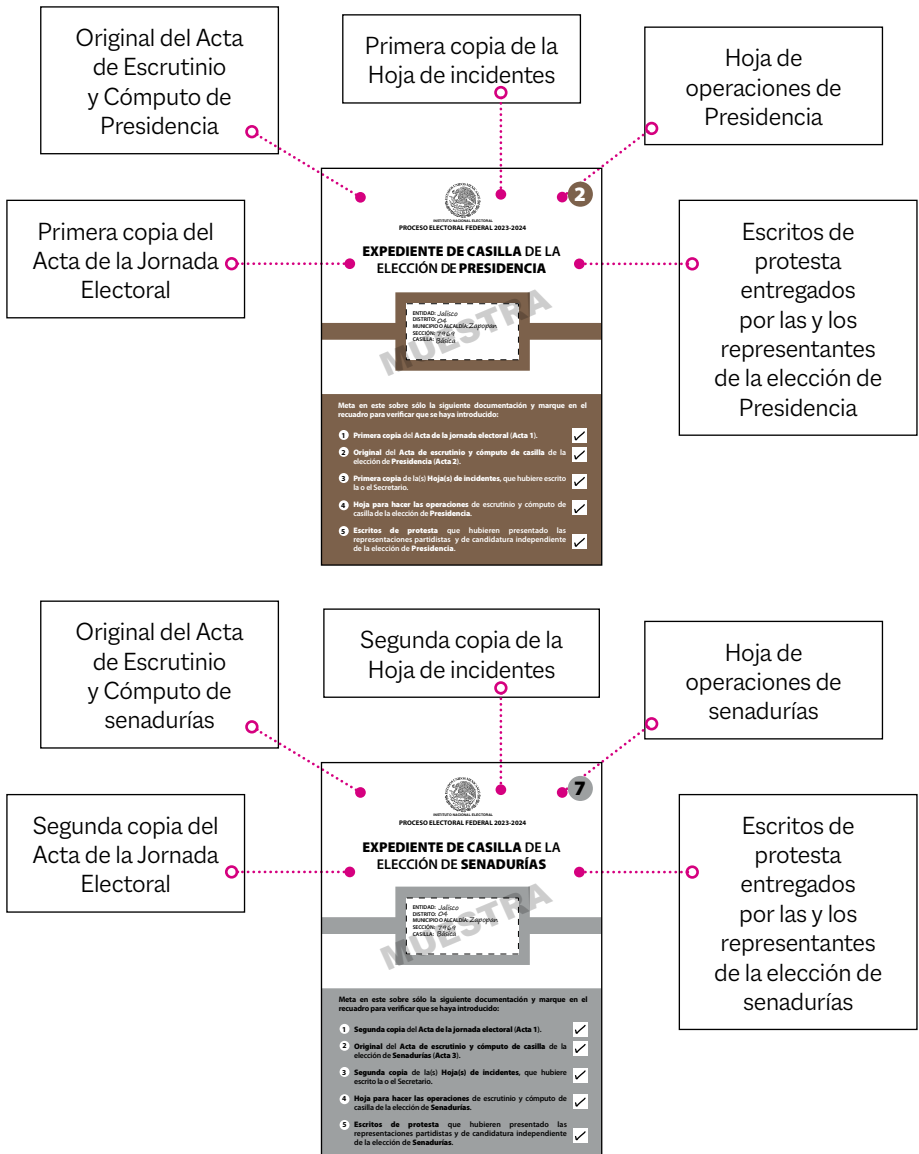 Original del Acta
de Escrutinio
y Cómputo de
Presidencia
Primera copia de la
Hoja de incidentes
Hoja de
operaciones de
Presidencia
Primera copia del
Acta de la Jornada
Electoral
Escritos de
protesta
entregados
por las y los
representantes
de la elección de
Presidencia
2
INSTITUTO NACIONAL ELECTORAL
PROCESO ELECTORAL FEDERAL 2023-2024
EXPEDIENTE DE CASILLA DE LA
ELECCIÓN DE PRESIDENCIA
ENTIDAD: Jalisco
DISTRITO: 04
MUNICIPIO O ALCALDÍA: Zapopan
SECCIÓN: 7969
CASILLA: Básica
MUESTRA
Meta en este sobre sólo la siguiente documentación y marque en el
recuadro para verificar que se haya introducido:
1 Primera copia del Acta de la jornada electoral (Acta 1).
2 Original del Acta de escrutinio y cómputo de casilla de la
elección de Presidencia (Acta 2).
3 Primera copia de la(s) Hoja(s) de incidentes, que hubiere escrito
la o el Secretario.
4 Hoja para hacer las operaciones de escrutinio y cómputo de
casilla de la elección de Presidencia.
5 Escritos de protesta que hubieren presentado las
representaciones partidistas y de candidatura independiente
de la elección de Presidencia.
Original del Acta
de Escrutinio
y Cómputo de
senadurías
Segunda copia de la
Hoja de incidentes
Hoja de
operaciones de
senadurías
Segunda copia del
Acta de la Jornada
Electoral
Escritos de
protesta
entregados
por las y los
representantes
de la elección de
senadurías
7
INSTITUTO NACIONAL ELECTORAL
PROCESO ELECTORAL FEDERAL 2023-2024
EXPEDIENTE DE CASILLA DE LA
ELECCIÓN DE SENADURÍAS
ENTIDAD: Jalisco
DISTRITO: 04
MUNICIPIO O ALCALDÍA: Zapopan
SECCIÓN: 7969
CASILLA: Básica
MUESTRA
Meta en este sobre sólo la siguiente documentación y marque en el
recuadro para verificar que se haya introducido:
1 Segunda copia del Acta de la jornada electoral (Acta 1).
2 Original del Acta de escrutinio y cómputo de casilla de la
elección de Senadurías (Acta 3).
3 Segunda copia de la(s) Hoja(s) de incidentes, que hubiere
escrito la o el Secretario.
4 Hoja para hacer las operaciones de escrutinio y cómputo de
casilla de la elección de Senadurías.
5 Escritos de protesta que hubieren presentado las
representaciones partidistas y de candidatura independiente
de la elección de Senadurías.